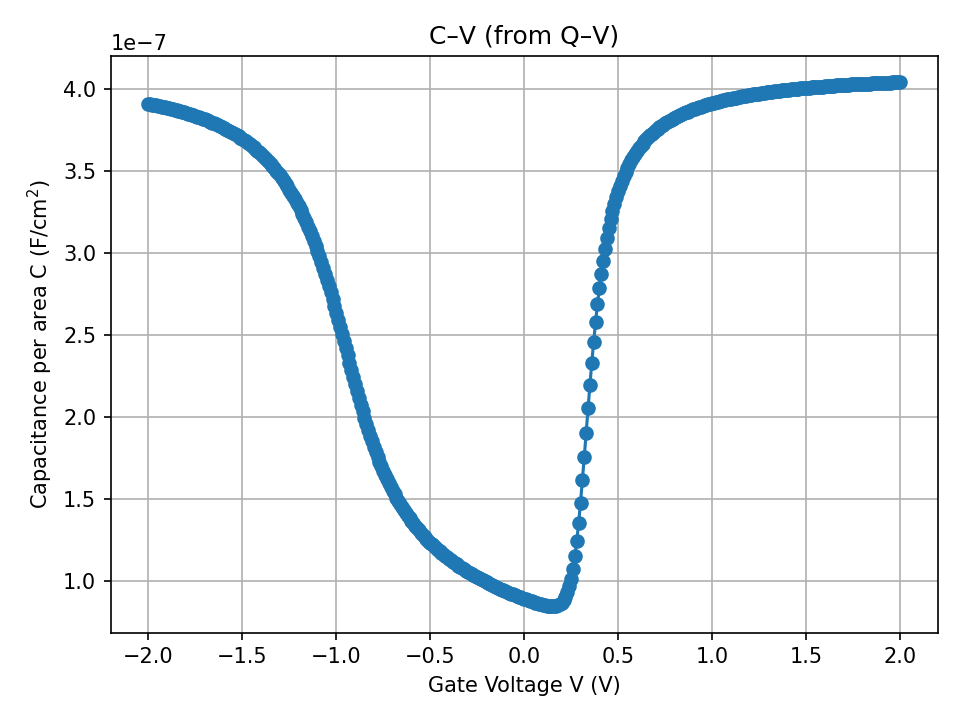 C–V (from Q–V)
1e−7
4.0
3.5
3.0
2.5
2.0
1.5
1.0
Capacitance per area C (F/cm²)
−2.0 −1.5 −1.0 −0.5 0.0 0.5 1.0 1.5 2.0
Gate Voltage V (V)